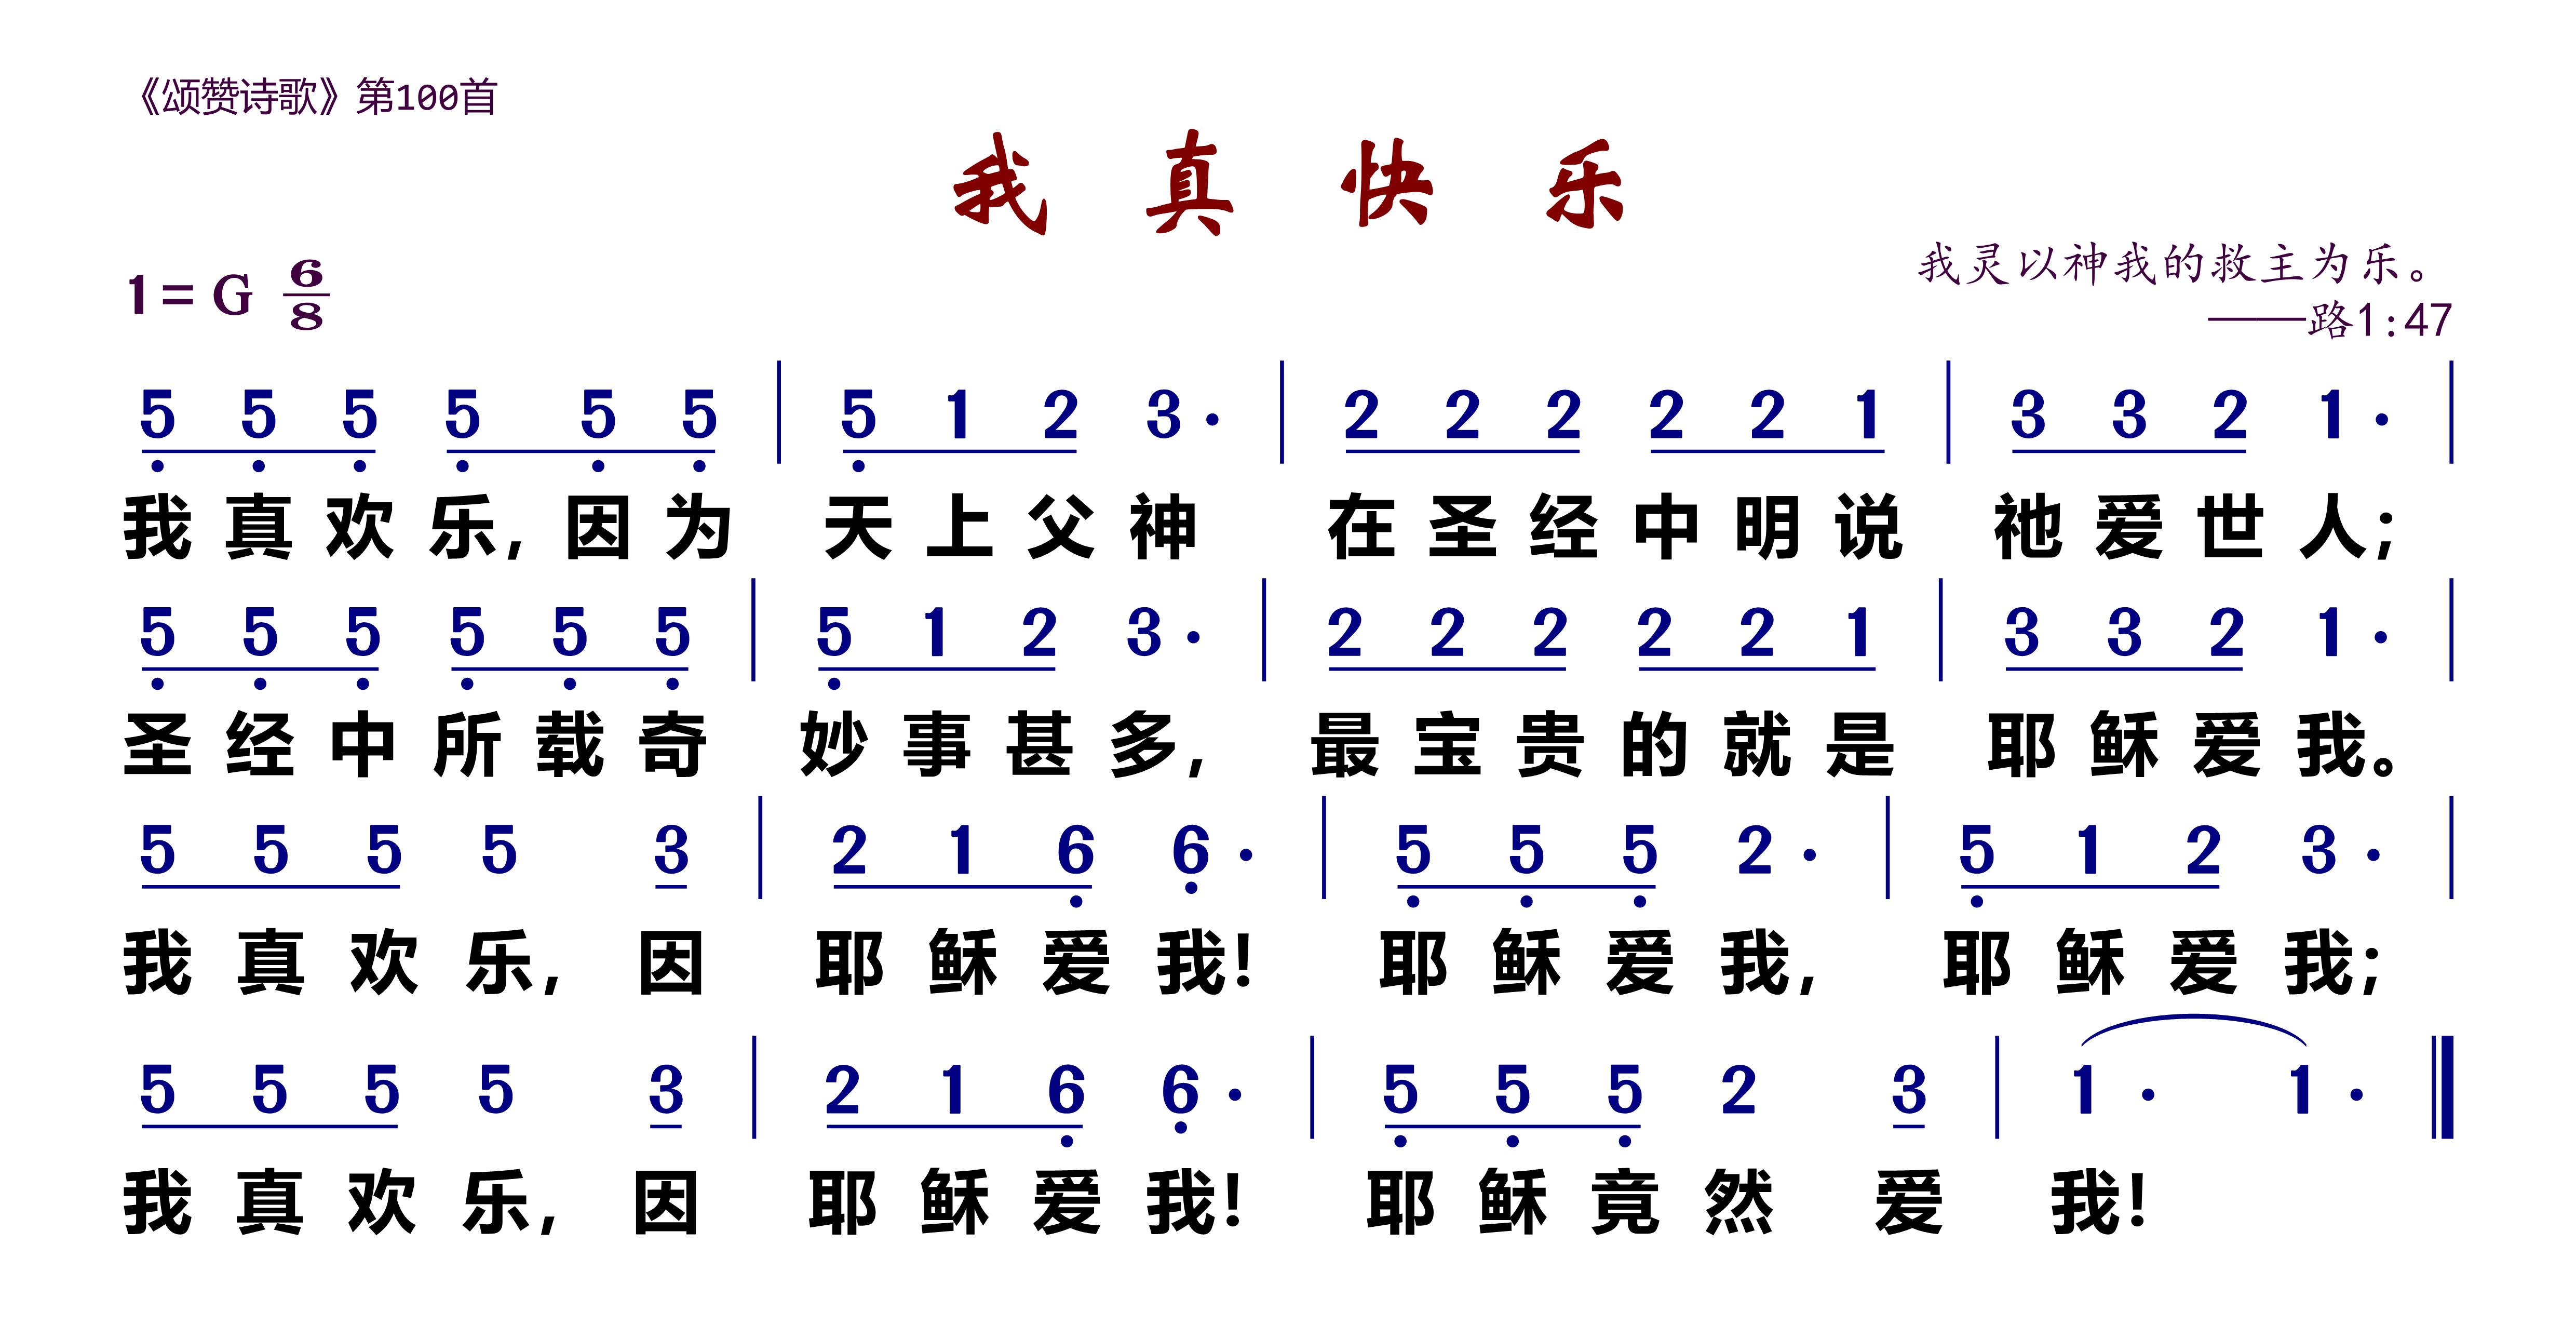 《颂赞诗歌》第100首
我真快乐
我灵以神我的救主为乐。
1= G 6/8
——路1:47
5 5 5 5 5 5 | 5 1 2 3· | 2 2 2 2 2 1 | 3 3 2 1· |
我真欢乐，因为 天上父神 在圣经中明说 祂爱世人；
5 5 5 5 5 5 | 5 1 2 3· | 2 2 2 2 2 1 | 3 3 2 1· |
圣经中所载奇 妙事甚多， 最宝贵的就是 耶稣爱我。
5 5 5 5 3 | 2 1 6 6· | 5 5 5 2· | 5 1 2 3· |
我真欢乐， 因 耶稣爱我！ 耶稣爱我， 耶稣爱我；
5 5 5 5 3 | 2 1 6 6· | 5 5 5 2 3 | 1· 1· ‖
我真欢乐， 因 耶稣爱我！ 耶稣竟然 爱 我！